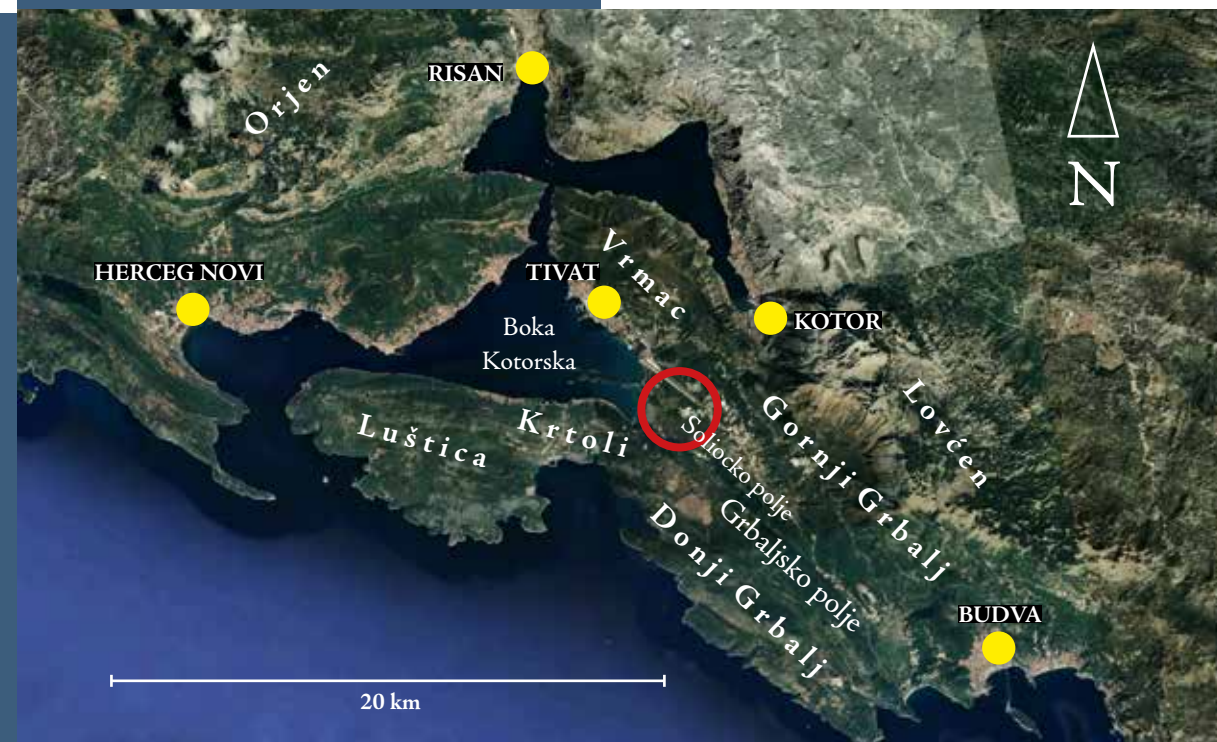 RISAN
Orjen
N
Vrmac
HERCEG NOVI
TIVAT
KOTOR
Boka
Kotorska
Lovćen
Gornji Grbalj
Luštica
Krtoli
Soliocko polje
Grbaljsko polje
Donji Grbalj
BUDVA
20 km